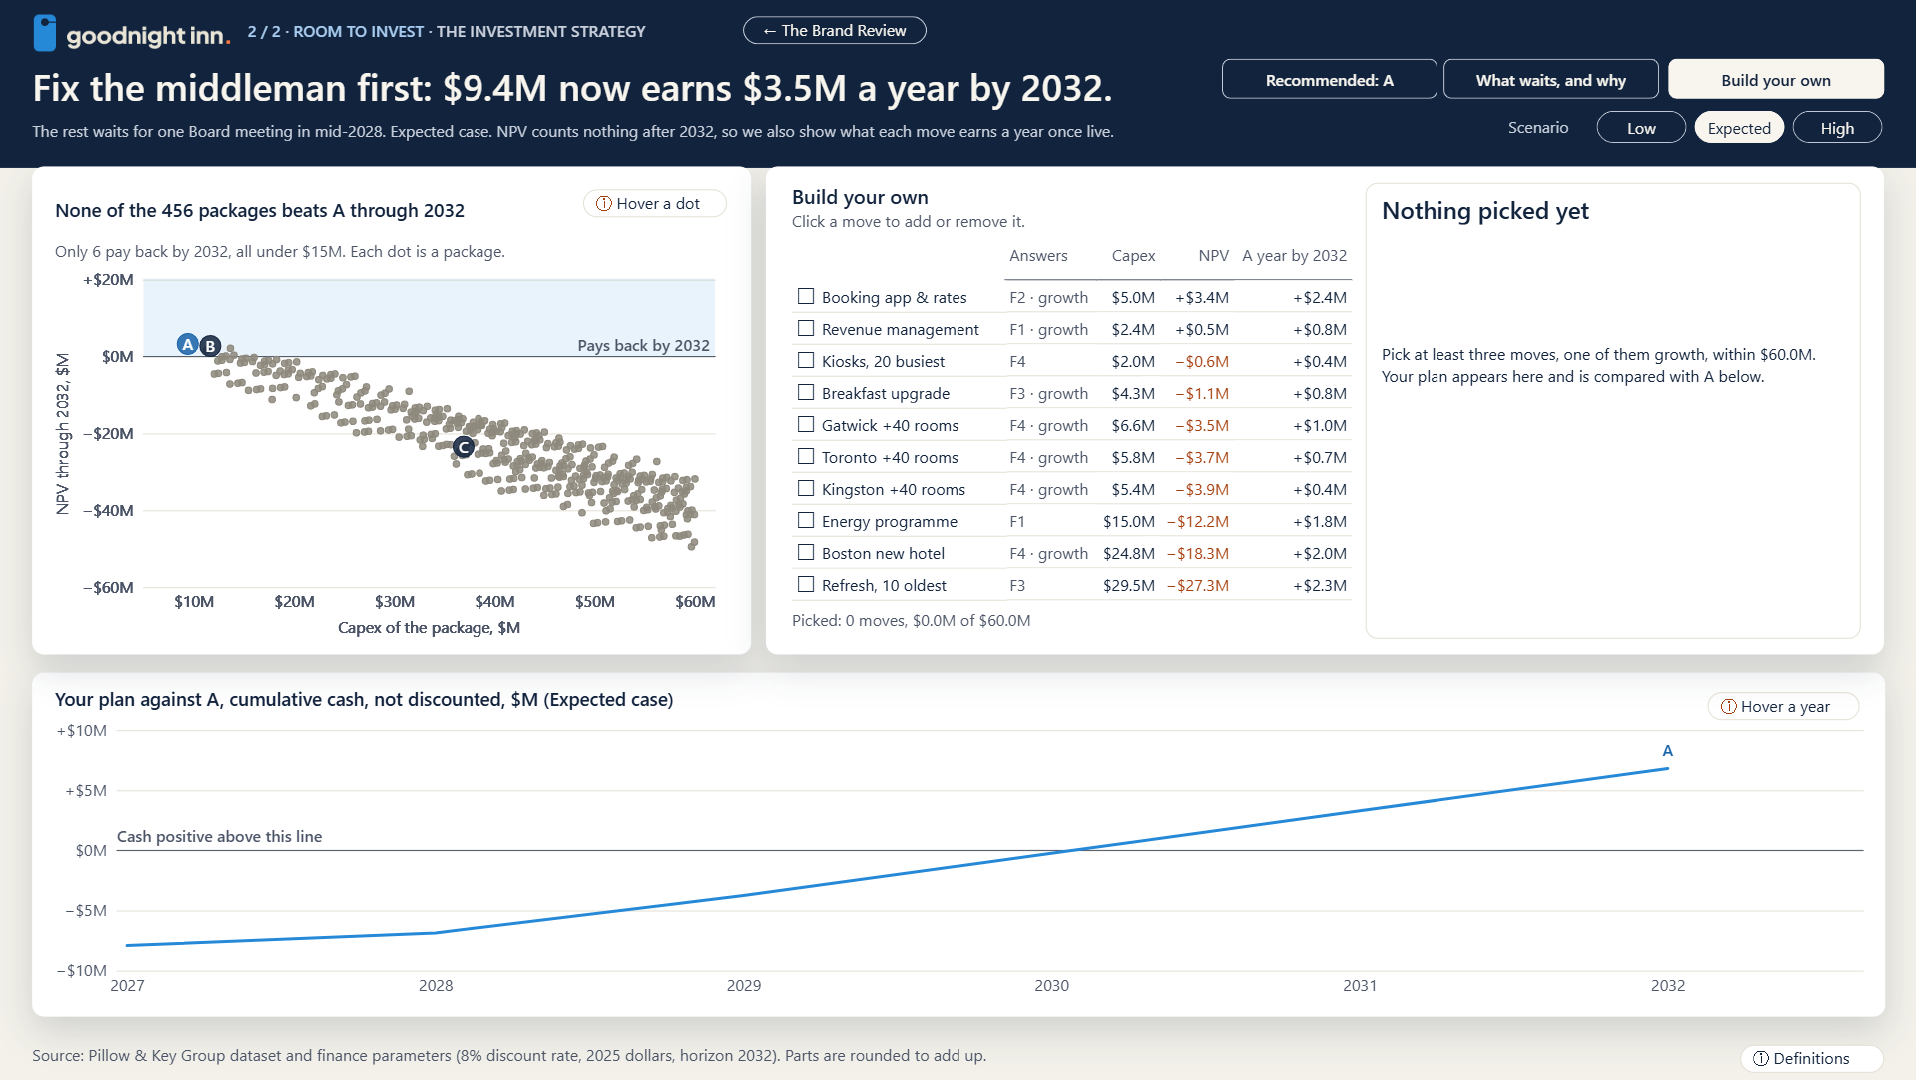 goodnight inn.
2 / 2 · ROOM TO INVEST · THE INVESTMENT STRATEGY
← The Brand Review
Fix the middleman first: $9.4M now earns $3.5M a year by 2032.
The rest waits for one Board meeting in mid-2028. Expected case. NPV counts nothing after 2032, so we also show what each move earns a year once live.
Recommended: A
What waits, and why
Build your own
Scenario
Low
Expected
High
None of the 456 packages beats A through 2032
ⓘ Hover a dot
Only 6 pay back by 2032, all under $15M. Each dot is a package.
NPV through 2032, $M
+$20M
$0M
−$20M
−$40M
−$60M
Pays back by 2032
A
B
C
$10M
$20M
$30M
$40M
$50M
$60M
Capex of the package, $M
Build your own
Click a move to add or remove it.
Answers Capex NPV A year by 2032
Booking app & rates F2 · growth $5.0M +$3.4M +$2.4M
Revenue management F1 · growth $2.4M +$0.5M +$0.8M
Kiosks, 20 busiest F4 $2.0M −$0.6M +$0.4M
Breakfast upgrade F3 · growth $4.3M −$1.1M +$0.8M
Gatwick +40 rooms F4 · growth $6.6M −$3.5M +$1.0M
Toronto +40 rooms F4 · growth $5.8M −$3.7M +$0.7M
Kingston +40 rooms F4 · growth $5.4M −$3.9M +$0.4M
Energy programme F1 $15.0M −$12.2M +$1.8M
Boston new hotel F4 · growth $24.8M −$18.3M +$2.0M
Refresh, 10 oldest F3 $29.5M −$27.3M +$2.3M
Picked: 0 moves, $0.0M of $60.0M
Nothing picked yet
Pick at least three moves, one of them growth, within $60.0M.
Your plan appears here and is compared with A below.
Your plan against A, cumulative cash, not discounted, $M (Expected case)
ⓘ Hover a year
+$10M
+$5M
$0M
−$5M
−$10M
Cash positive above this line
A
2027
2028
2029
2030
2031
2032
Source: Pillow & Key Group dataset and finance parameters (8% discount rate, 2025 dollars, horizon 2032). Parts are rounded to add up.
ⓘ Definitions